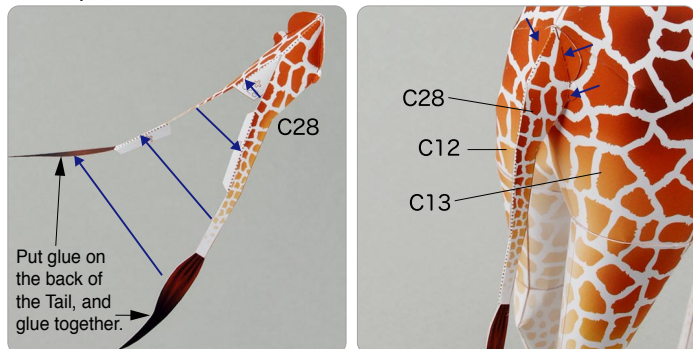 C28
Put glue on
the back of
the Tail, and
glue together.
C28
C12
C13